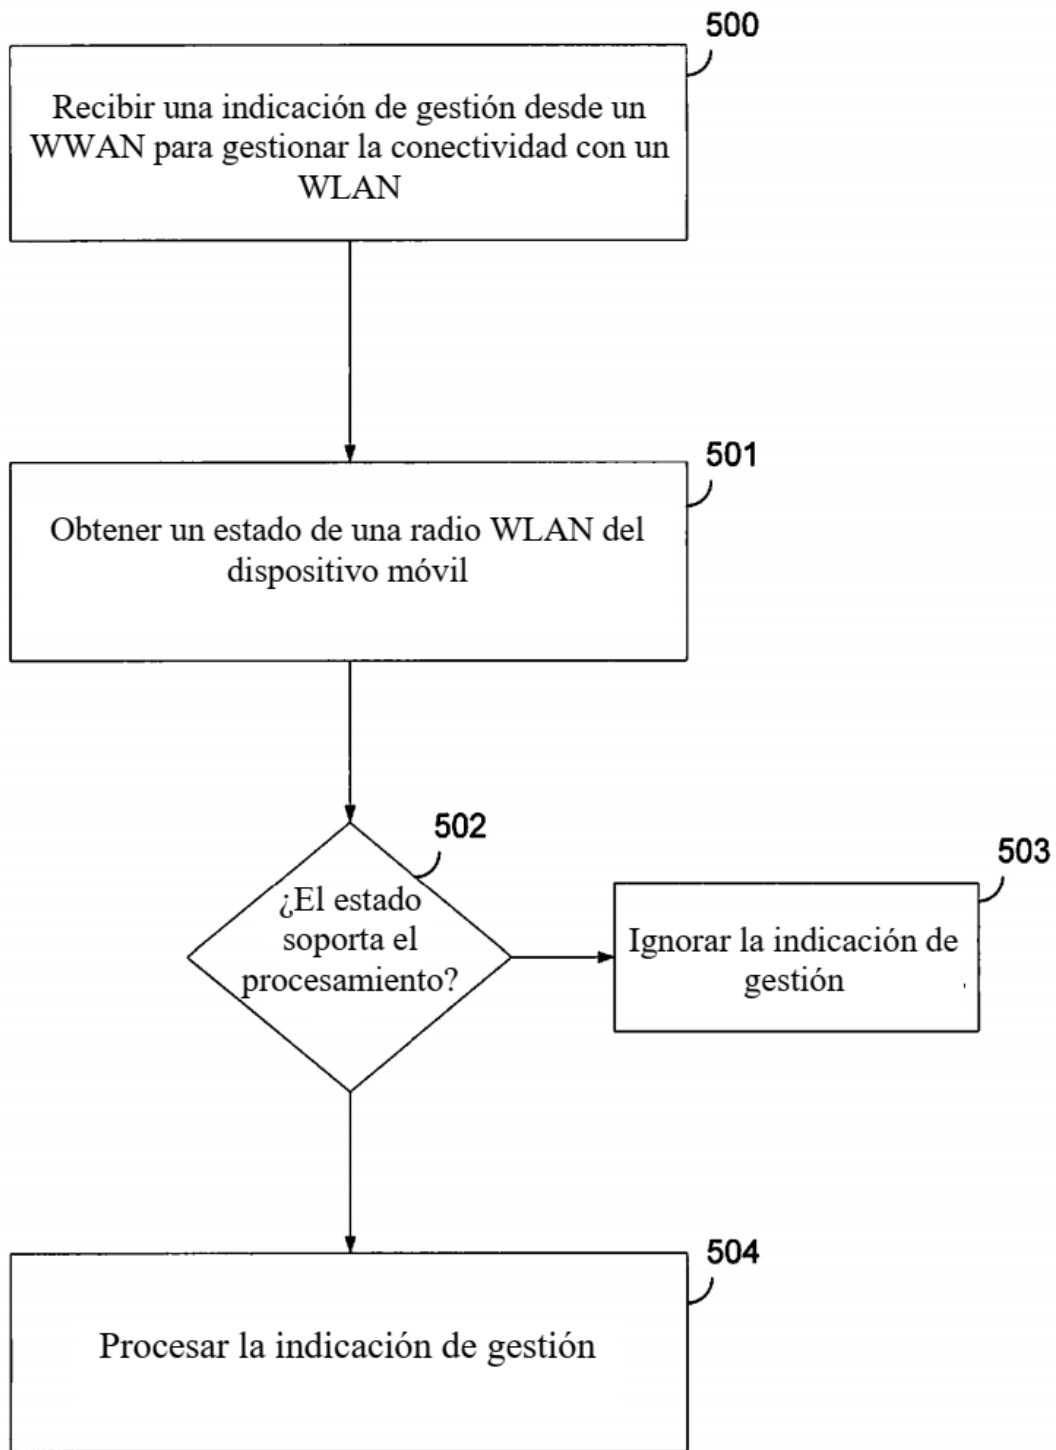 500
Recibir una indicación de gestión desde un
WWAN para gestionar la conectividad con un
WLAN
501
Obtener un estado de una radio WLAN del
dispositivo móvil
502
¿El estado
soporta el
procesamiento?
503
Ignorar la indicación de
gestión
504
Procesar la indicación de gestión